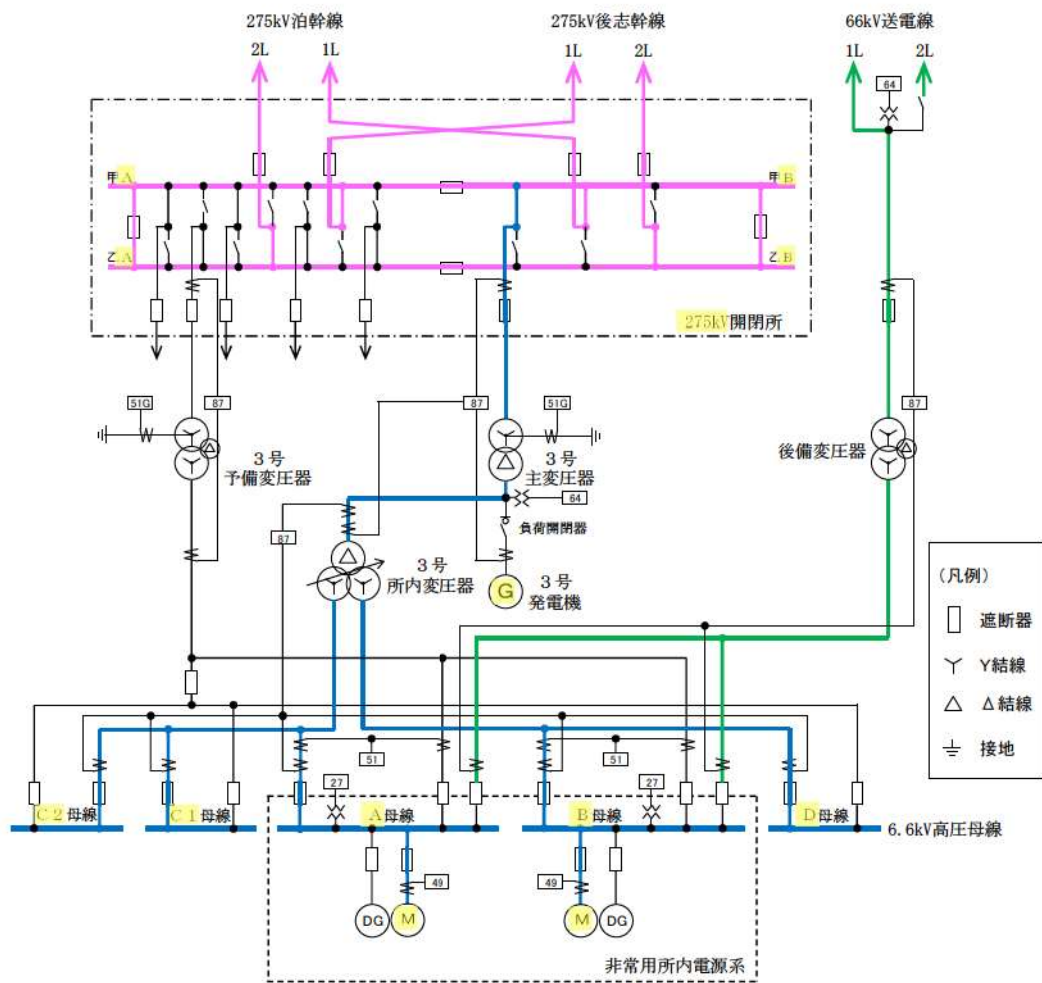 275kV泊幹線
275kV後志幹線
66kV送電線
2L
1L
1L
2L
1L
2L
64
甲A
甲B
乙A
乙B
275kV開閉所
51G
87
87
51G
87
3号
予備変圧器
3号
主変圧器
後備変圧器
64
87
負荷開閉器
3号
所内変圧器
G
3号
発電機
(凡例)
遮断器
Y結線
Δ結線
接地
51
51
27
27
C2母線
C1母線
A母線
B母線
D母線
6.6kV高圧母線
49
49
DG
M
M
DG
非常用所内電源系